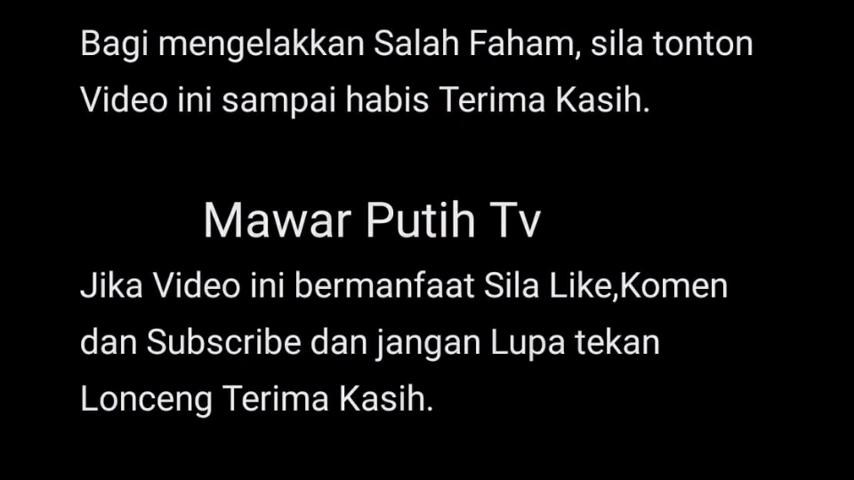 Bagi mengelakkan Salah Faham, sila tonton
Video ini sampai habis Terima Kasih.
Mawar Putih Tv
Jika Video ini bermanfaat Sila Like,Komen
dan Subscribe dan jangan Lupa tekan
Lonceng Terima Kasih.